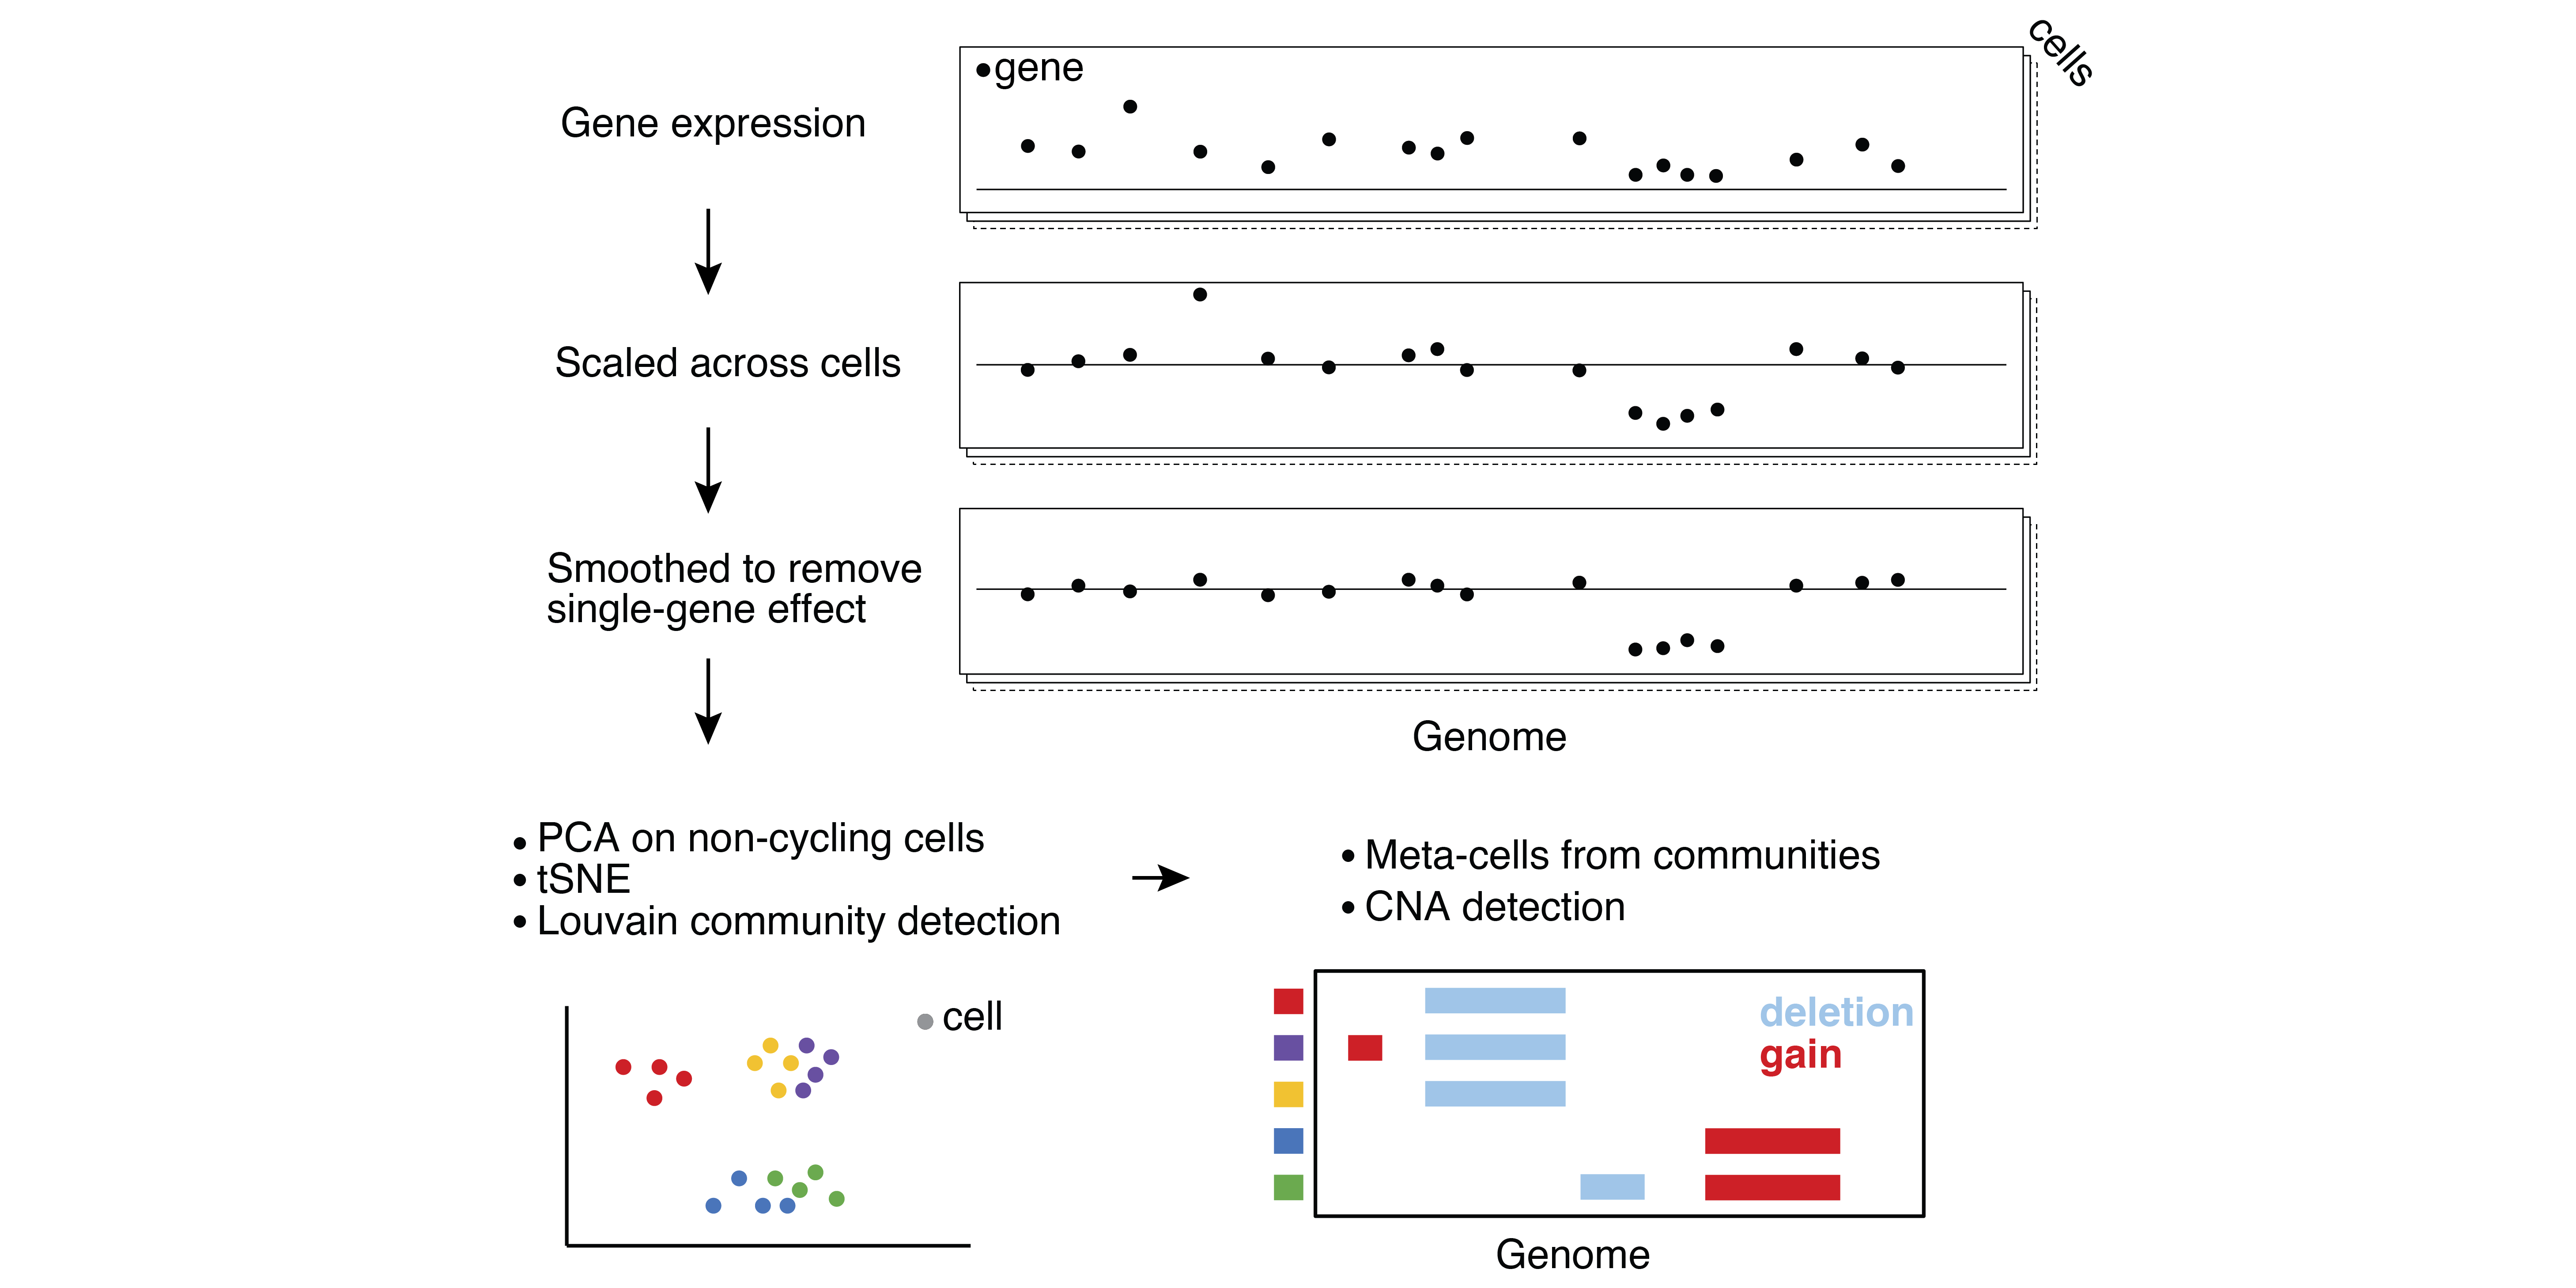 cells
gene
Gene expression
Scaled across cells
Smoothed to remove
single-gene effect
Genome
• PCA on non-cycling cells
• tSNE
• Louvain community detection
• Meta-cells from communities
• CNA detection
cell
deletion
gain
Genome